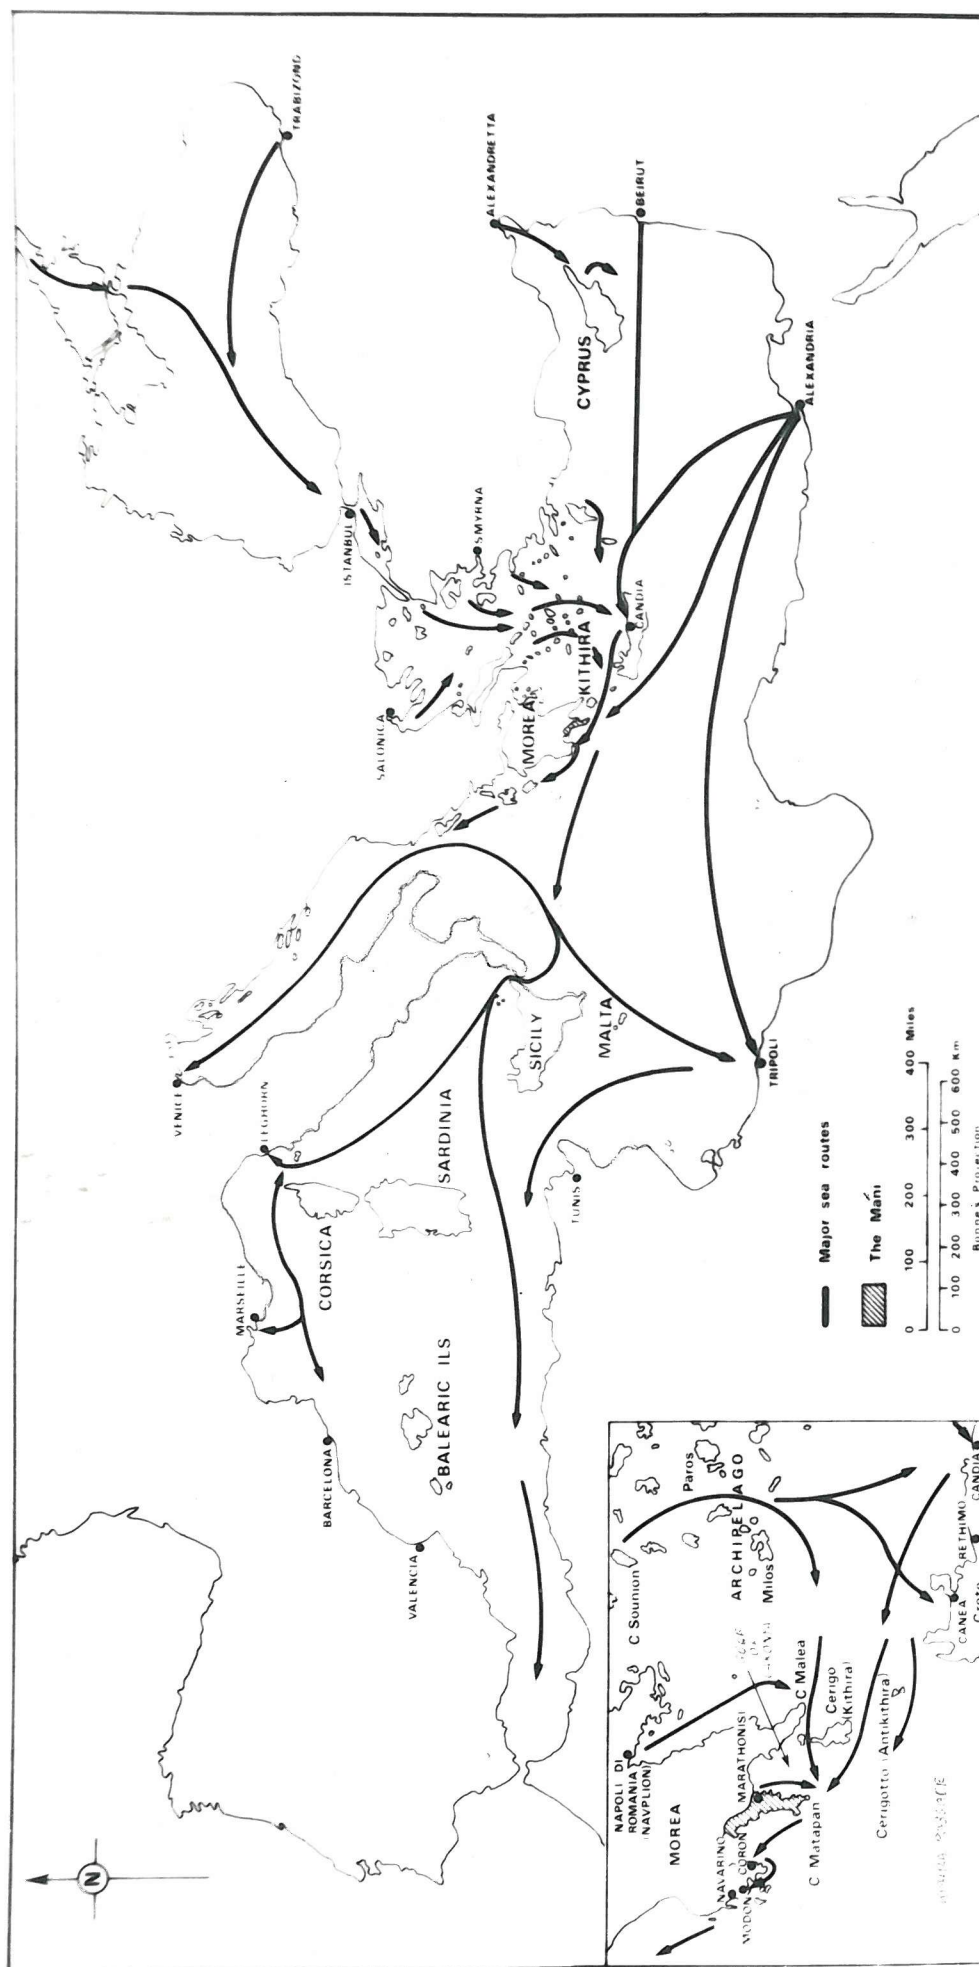 N
TRABIZOND
ISTANBUL
SALONICA
SMYRNA
ALEXANDRETTA
CYPRUS
BEIRUT
ALEXANDRIA
CANDIA
KITHIRA
MOREA
VENICE
LEGHORN
MARSEILLE
CORSICA
SARDINIA
SICILY
MALTA
BARCELONA
VALENCIA
BALEARIC ILS
TUNIS
TRIPOLI
Major sea routes
The Mani
0 100 200 300 400 Miles
0 100 200 300 400 500 600 Km
NAPOLI DI
ROMANIA
(NAVPLION)
MOREA
C Sounion
Paros
ARCHIPELAGO
Milos
NAVARINO
MODON
CORON
MARATHONISI
C Malea
C Matapan
Cerigo
(Kithira)
Cerigotto (Antikithira)
CANEA
RETHIMO
CANDIA